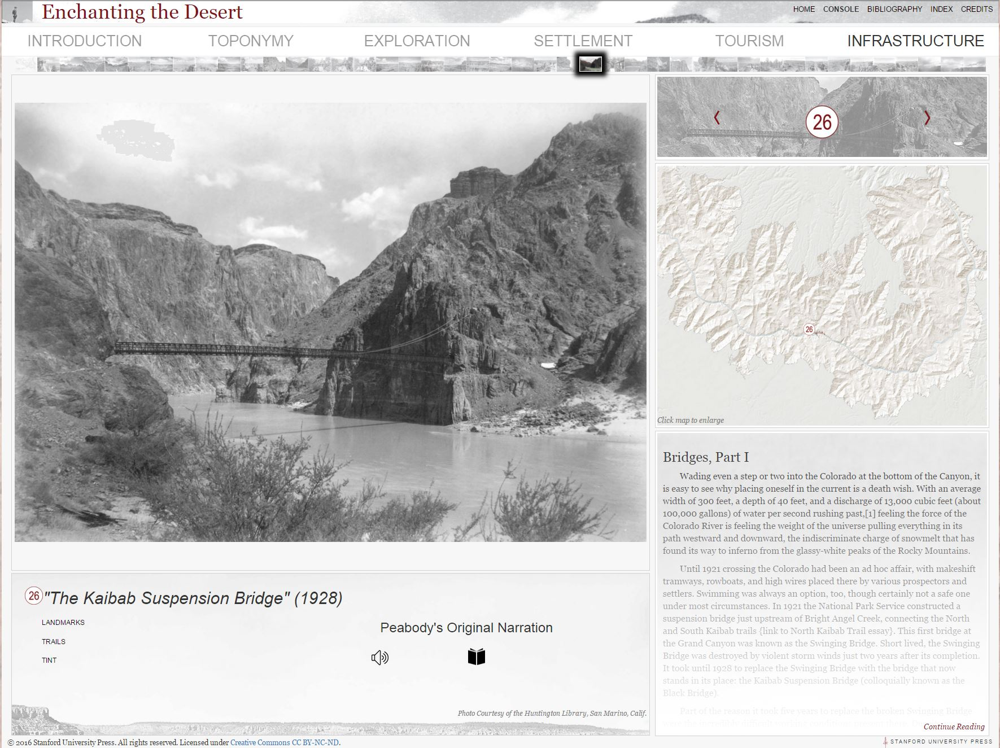 Enchanting the Desert
HOME CONSOLE BIBLIOGRAPHY INDEX CREDITS
INTRODUCTION TOPONYMY EXPLORATION SETTLEMENT TOURISM INFRASTRUCTURE
26
26
Click map to enlarge
Bridges, Part I
Wading even a step or two into the Colorado at the bottom of the Canyon, it
is easy to see why placing oneself in the current is a death wish. With an average
width of 300 feet, a depth of 40 feet, and a discharge of 13,000 cubic feet (about
100,000 gallons) of water per second rushing past,[1] feeling the force of the
Colorado River is feeling the weight of the universe pulling everything in its
path westward and downward, the indiscriminate charge of snowmelt that has
found its way to inferno from the glassy-white peaks of the Rocky Mountains.
Until 1921 crossing the Colorado had been an ad hoc affair, with makeshift
tramways, rowboats, and high wires placed there by various prospectors and
settlers. Swimming was always an option, too, though certainly not a safe one
under most circumstances. In 1921 the National Park Service constructed a
suspension bridge just upstream of Bright Angel Creek, connecting the North
and South Kaibab trails {link to North Kaibab Trail essay}. This first bridge at
the Grand Canyon was known as the Swinging Bridge. Short lived, the Swinging
Bridge was destroyed by violent storm winds just two years after its completion.
It took until 1928 to replace the Swinging Bridge with the bridge that now
stands in its place: the Kaibab Suspension Bridge (colloquially known as the
Black Bridge).
Part of the reason it took five years to replace the broken Swinging Bridge
Continue Reading
26 "The Kaibab Suspension Bridge" (1928)
LANDMARKS
TRAILS
TINT
Peabody's Original Narration
Photo Courtesy of the Huntington Library, San Marino, Calif.
© 2016 Stanford University Press. All rights reserved. Licensed under Creative Commons CC BY-NC-ND.
STANFORD UNIVERSITY PRESS